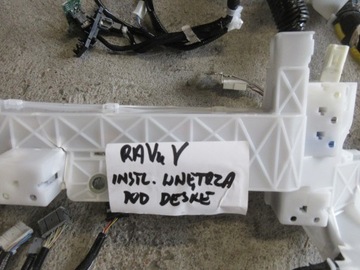 RAV4 V
INSTL. WNĘTRZA
POD DESKĘ